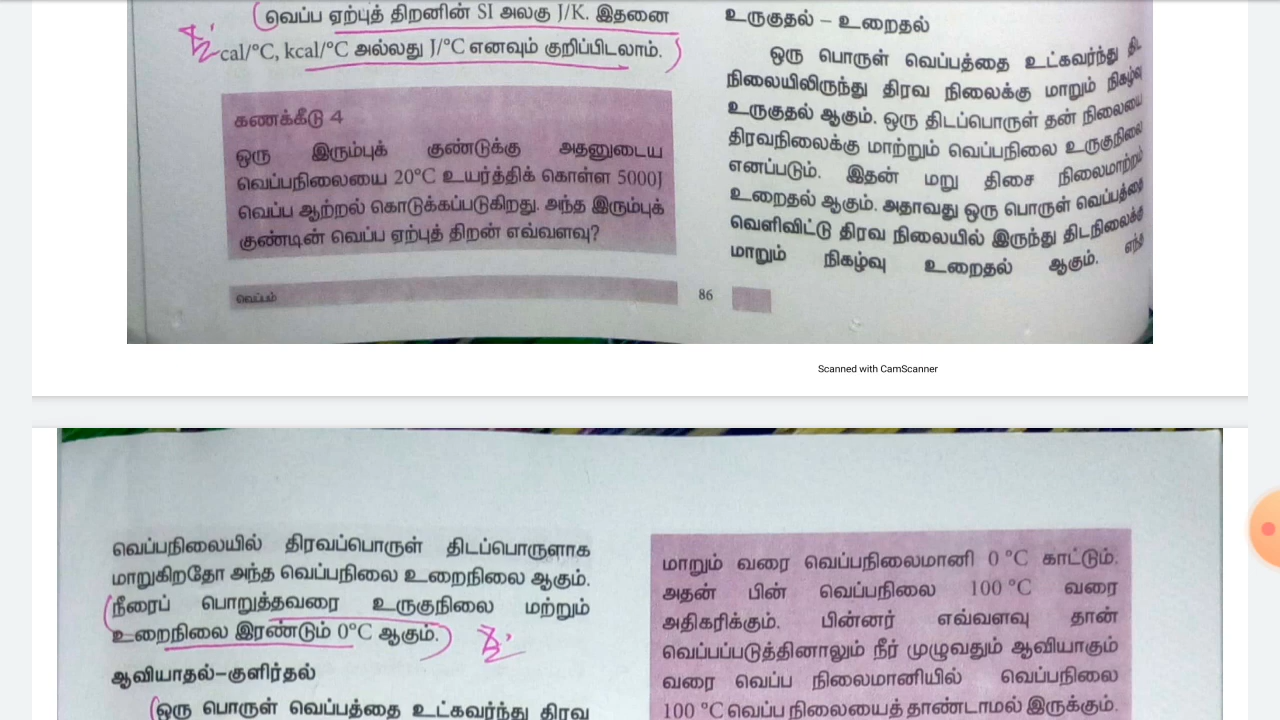 வெப்ப ஏற்புத் திறனின் SI அலகு J/K. இதனை
cal/°C, kcal/°C அல்லது J/°C எனவும் குறிப்பிடலாம்.
கணக்கீடு 4
ஒரு இரும்புக் குண்டுக்கு அதனுடைய
வெப்பநிலையை 20°C உயர்த்திக் கொள்ள 5000J
வெப்ப ஆற்றல் கொடுக்கப்படுகிறது. அந்த இரும்புக்
குண்டின் வெப்ப ஏற்புத் திறன் எவ்வளவு?
வெப்பம்
86
உருகுதல் – உறைதல்
ஒரு பொருள் வெப்பத்தை உட்கவர்ந்து
நிலையிலிருந்து திரவ நிலைக்கு மாறும்
உருகுதல் ஆகும். ஒரு திடப்பொருள் தன் நிலையை
திரவநிலைக்கு மாற்றும் வெப்பநிலை உருகுநிலை
எனப்படும். இதன் மறு திசை நிலைமாற்றம்
உறைதல் ஆகும். அதாவது ஒரு பொருள் வெப்பத்தை
வெளிவிட்டு திரவ நிலையில் இருந்து திடநிலைக்கு
மாறும் நிகழ்வு உறைதல் ஆகும். எந்த
Scanned with CamScanner
வெப்பநிலையில் திரவப்பொருள் திடப்பொருளாக
மாறுகிறதோ அந்த வெப்பநிலை உறைநிலை ஆகும்.
நீரைப் பொறுத்தவரை உருகுநிலை மற்றும்
உறைநிலை இரண்டும் 0°C ஆகும்.
ஆவியாதல்–குளிர்தல்
ஒரு பொருள் வெப்பத்தை உட்கவர்ந்து திரவ
மாறும் வரை வெப்பநிலைமானி 0 °C காட்டும்.
அதன் பின் வெப்பநிலை 100 °C வரை
அதிகரிக்கும். பின்னர் எவ்வளவு தான்
வெப்பப்படுத்தினாலும் நீர் முழுவதும் ஆவியாகும்
வரை வெப்ப நிலைமானியில் வெப்பநிலை
100 °C வெப்ப நிலையைத் தாண்டாமல் இருக்கும்.